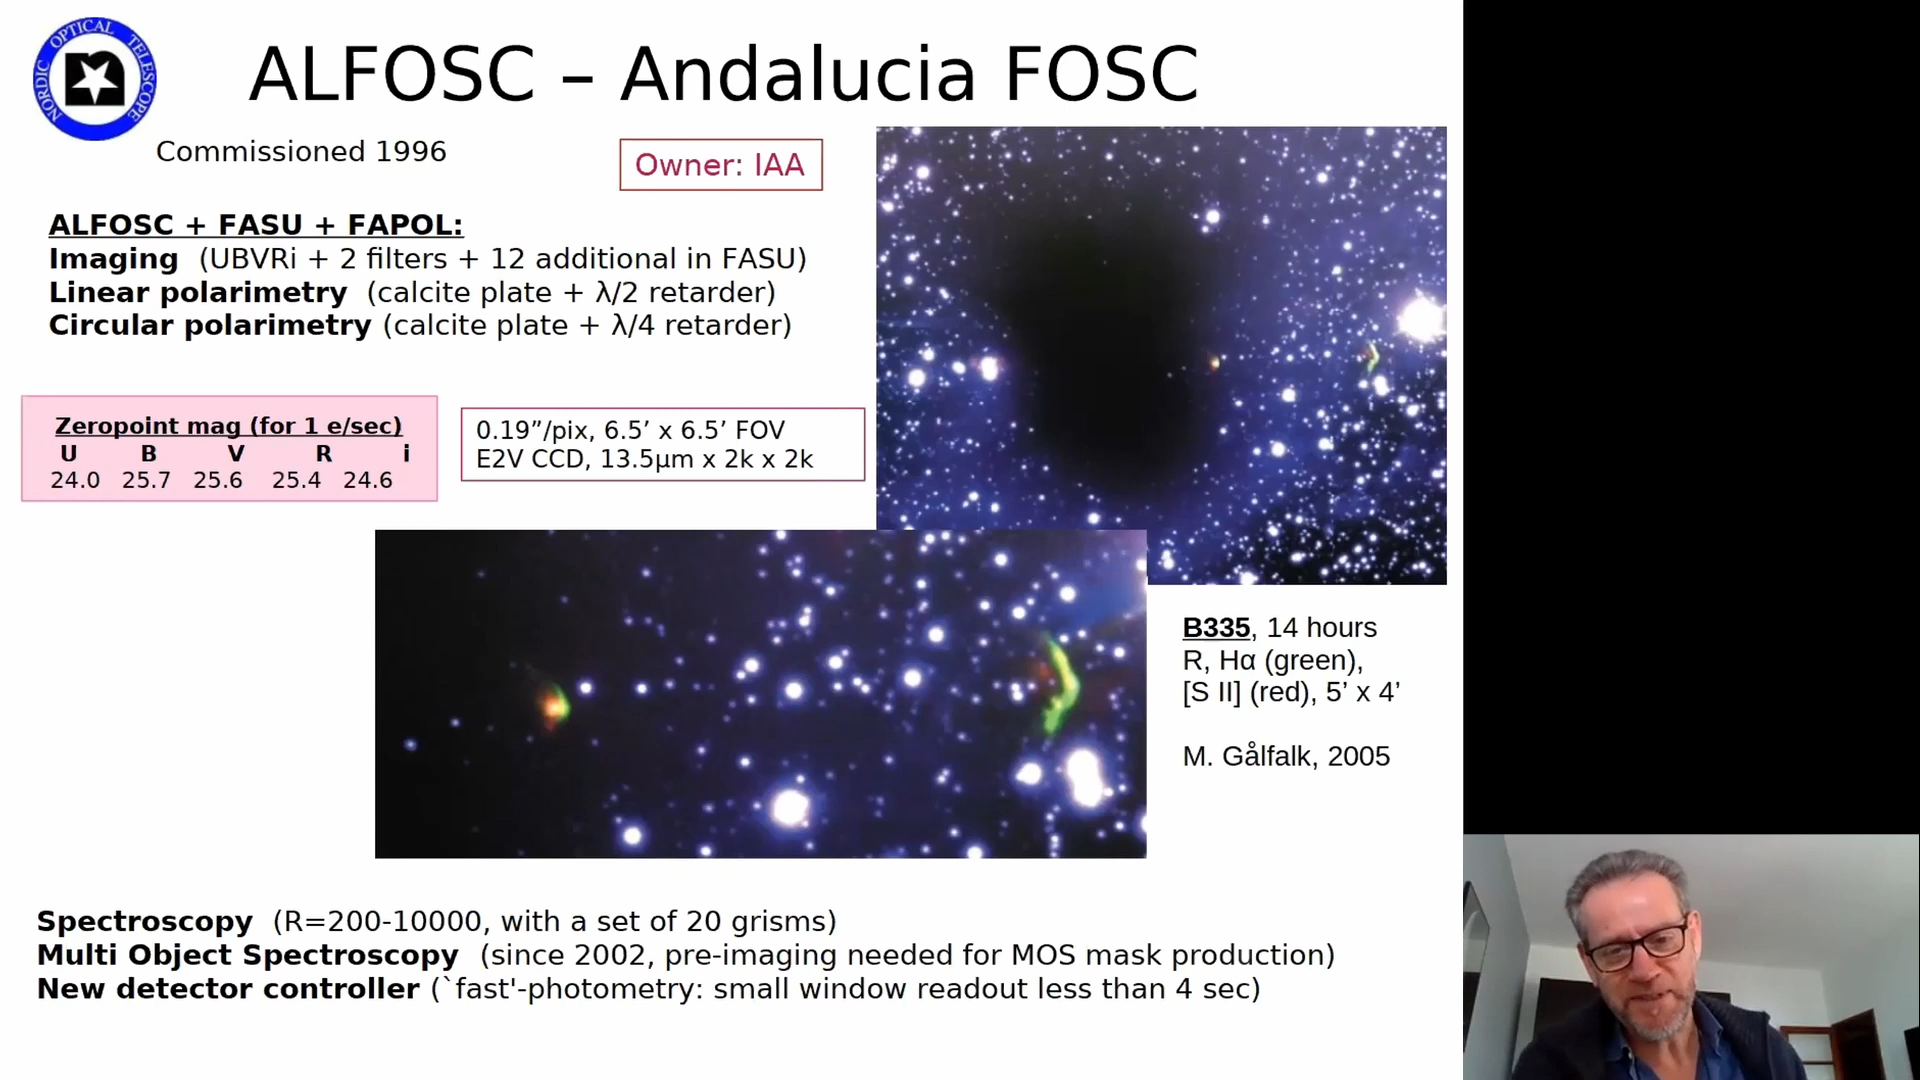 NORDIC OPTICAL TELESCOPE
ALFOSC – Andalucia FOSC
Commissioned 1996
Owner: IAA
ALFOSC + FASU + FAPOL:
Imaging (UBVRi + 2 filters + 12 additional in FASU)
Linear polarimetry (calcite plate + λ/2 retarder)
Circular polarimetry (calcite plate + λ/4 retarder)
Zeropoint mag (for 1 e/sec)
U B V R i
24.0 25.7 25.6 25.4 24.6
0.19”/pix, 6.5’ x 6.5’ FOV
E2V CCD, 13.5μm x 2k x 2k
B335, 14 hours
R, Hα (green),
[S II] (red), 5’ x 4’
M. Gålfalk, 2005
Spectroscopy (R=200-10000, with a set of 20 grisms)
Multi Object Spectroscopy (since 2002, pre-imaging needed for MOS mask production)
New detector controller (`fast'-photometry: small window readout less than 4 sec)